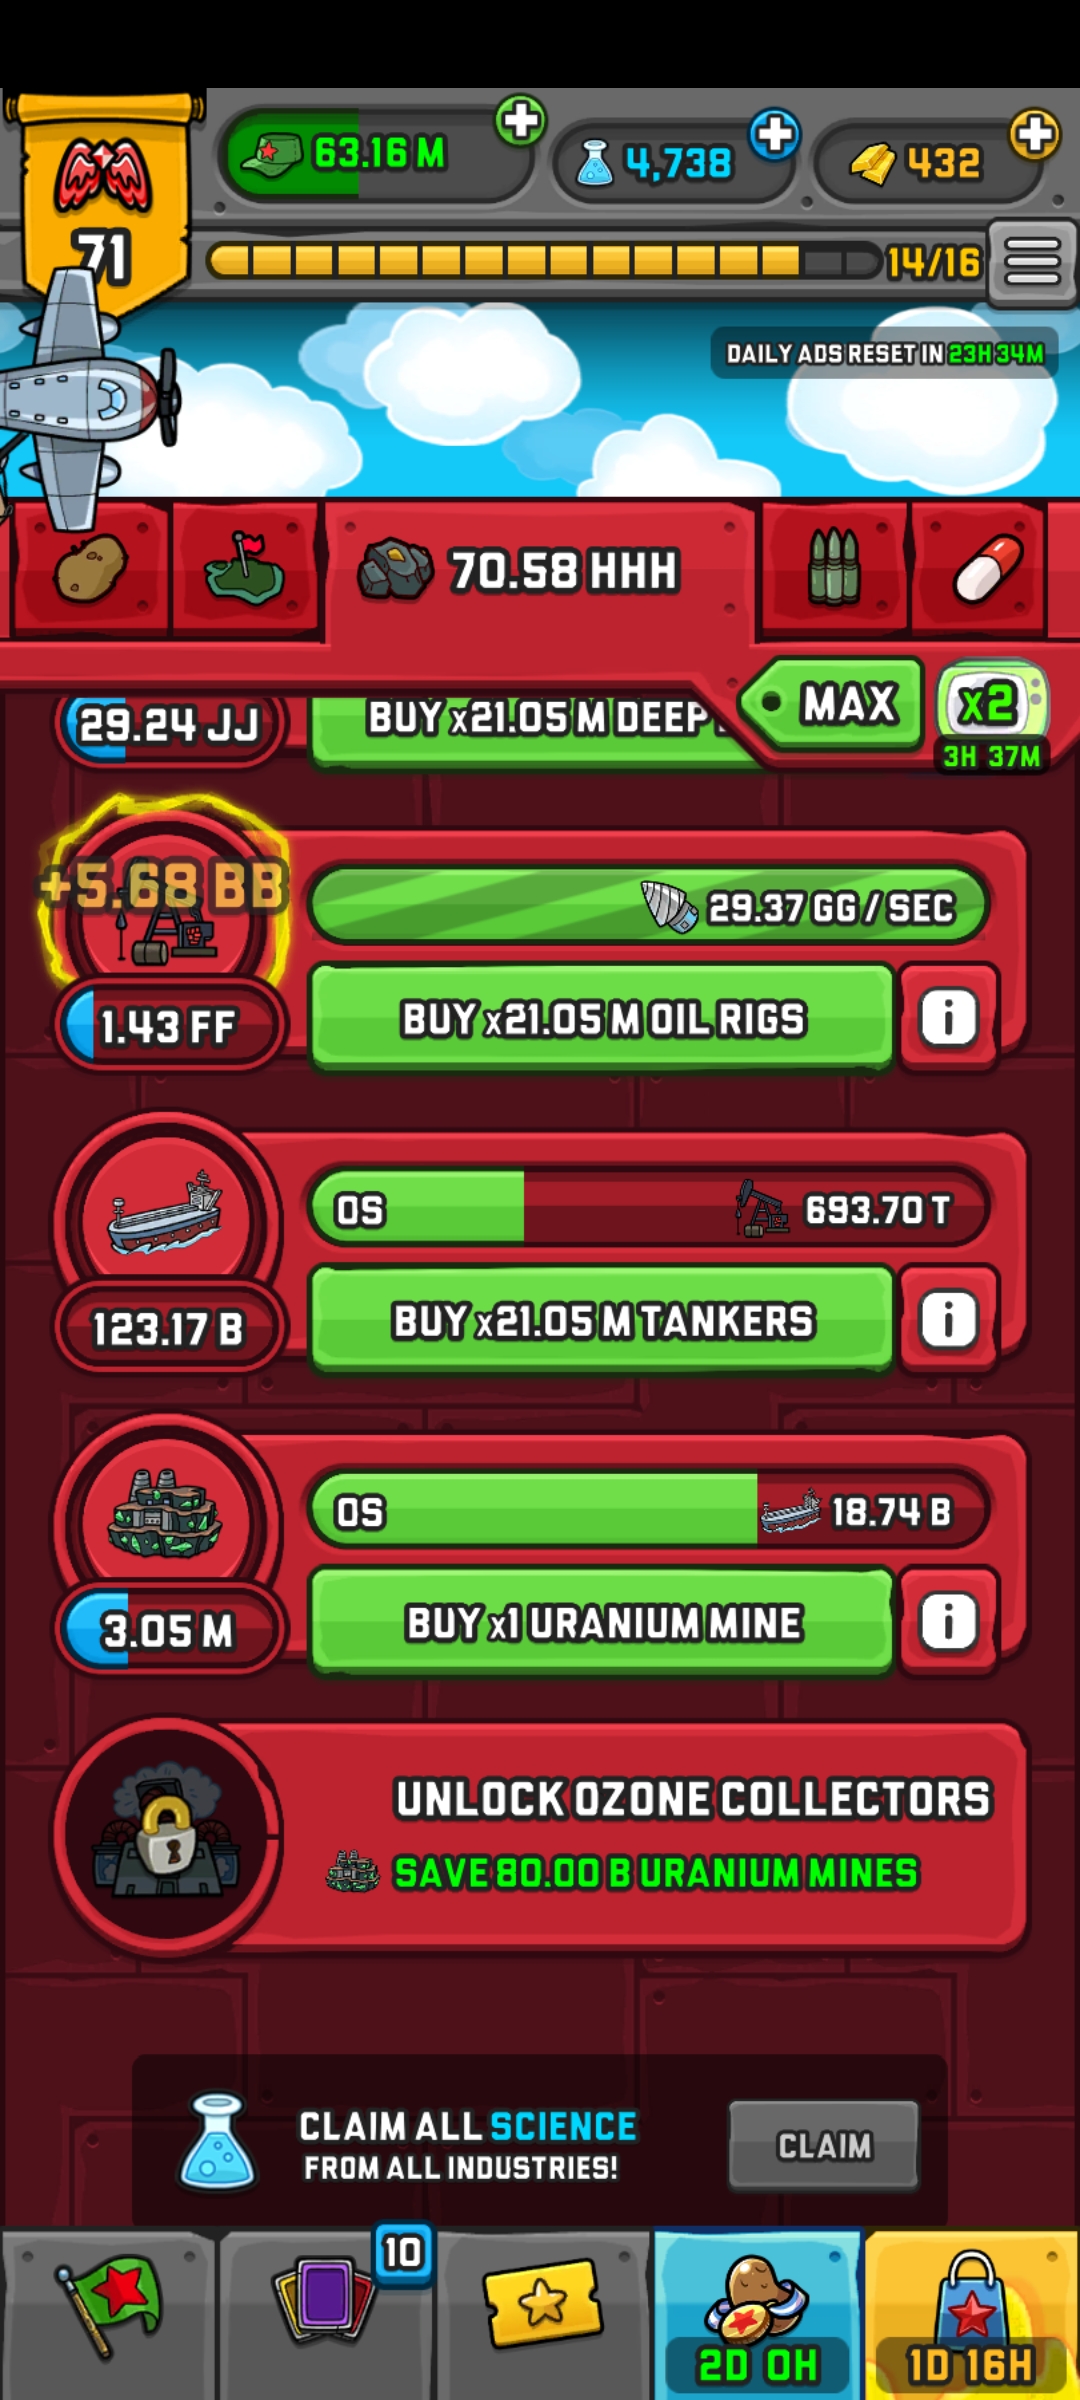 63.16 M
4,738
432
71
14/16
DAILY ADS RESET IN 23H 34M
70.58 HHH
MAX
x2
3H 37M
29.24 JJ
BUY x21.05 M DEEP
+5.68 BB
29.37 GG / SEC
1.43 FF
BUY x21.05 M OIL RIGS
i
0S
693.70 T
123.17 B
BUY x21.05 M TANKERS
i
0S
18.74 B
3.05 M
BUY x1 URANIUM MINE
i
UNLOCK OZONE COLLECTORS
SAVE 80.00 B URANIUM MINES
CLAIM ALL SCIENCE
FROM ALL INDUSTRIES!
CLAIM
10
2D 0H
1D 16H